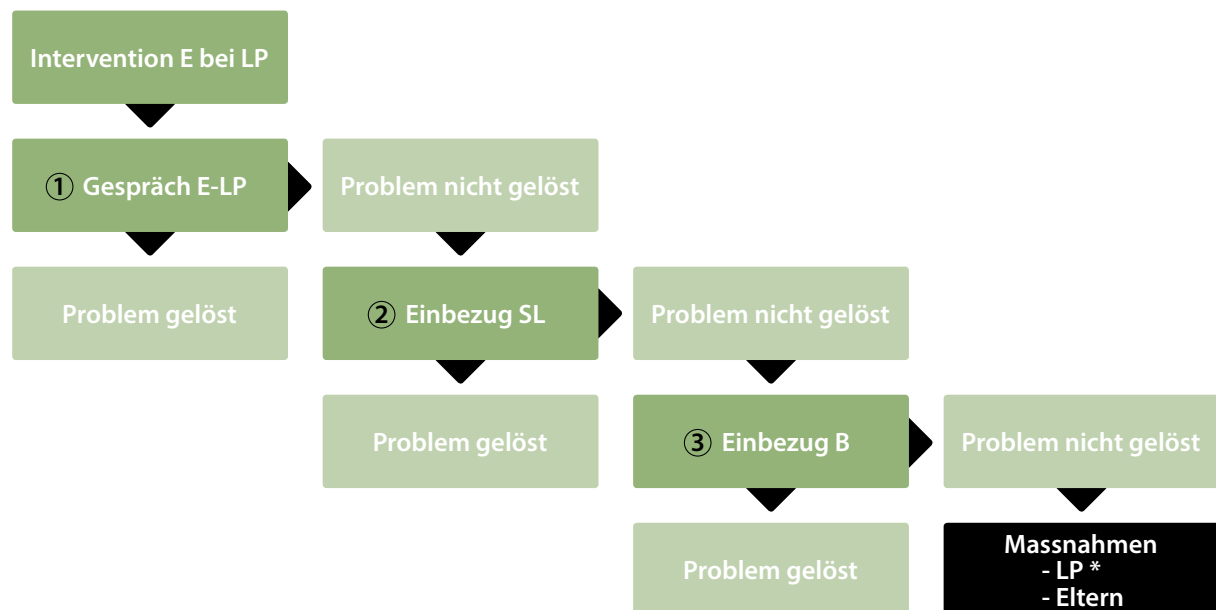 Intervention E bei LP
① Gespräch E-LP
Problem nicht gelöst
Problem gelöst
② Einbezug SL
Problem nicht gelöst
Problem gelöst
③ Einbezug B
Problem nicht gelöst
Problem gelöst
Massnahmen
- LP *
- Eltern